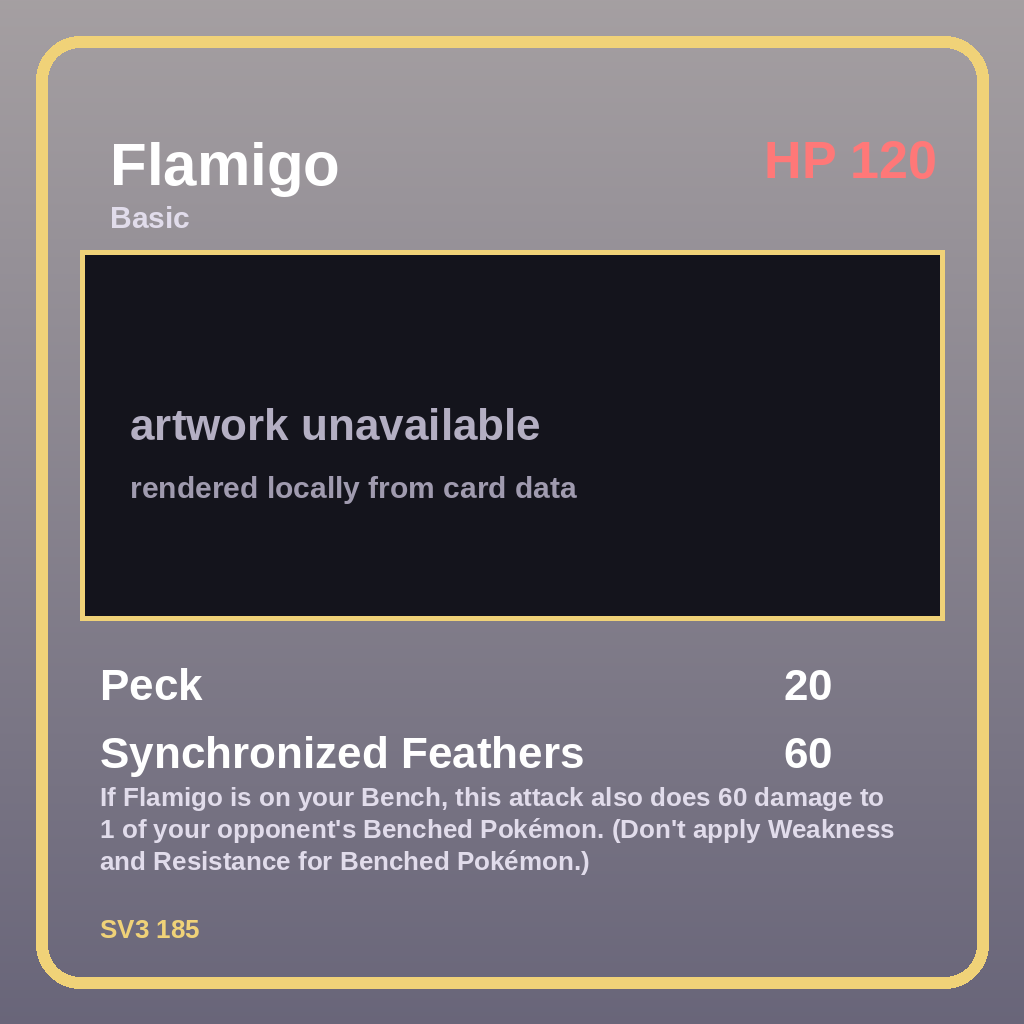 Flamigo
HP 120
Basic
artwork unavailable
rendered locally from card data
Peck 20
Synchronized Feathers 60
If Flamigo is on your Bench, this attack also does 60 damage to
1 of your opponent's Benched Pokémon. (Don't apply Weakness
and Resistance for Benched Pokémon.)
SV3 185